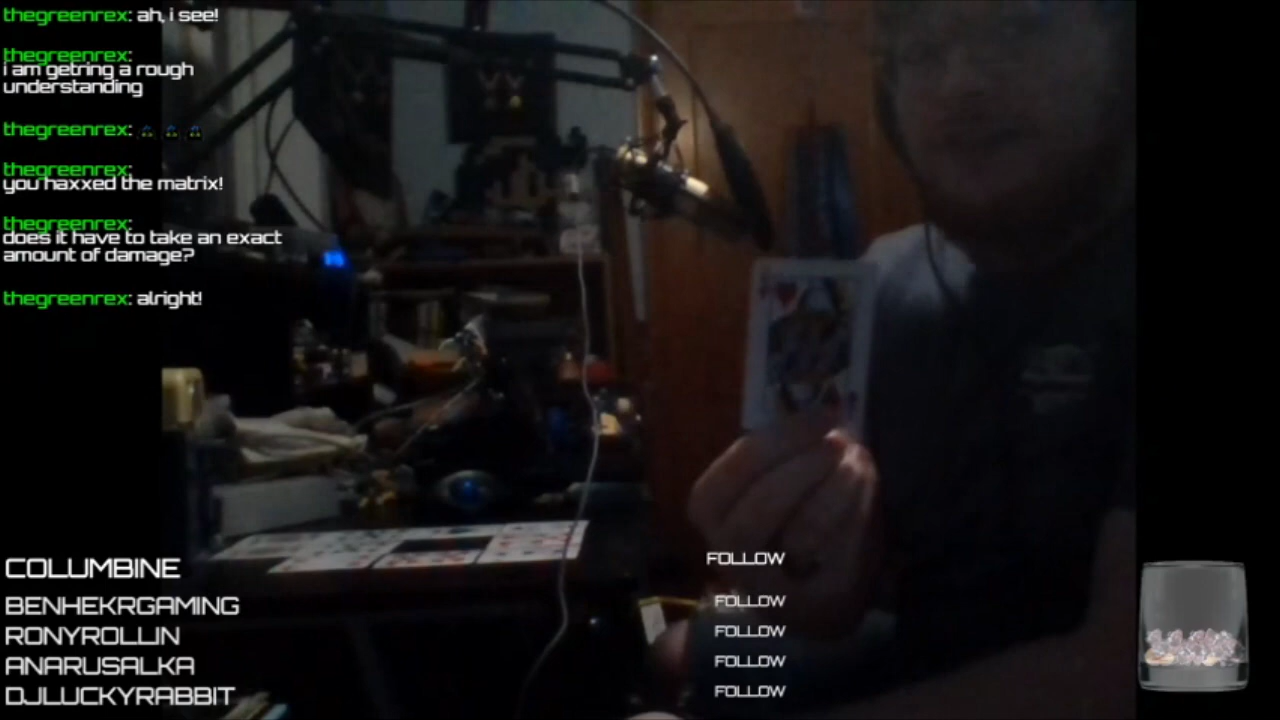 thegreenrex: ah, i see!
thegreenrex:
i am getring a rough
understanding
thegreenrex:
thegreenrex:
you haxxed the matrix!
thegreenrex:
does it have to take an exact
amount of damage?
thegreenrex: alright!
COLUMBINE FOLLOW
BENHEKRGAMING FOLLOW
RONYROLLIN FOLLOW
ANARUSALKA FOLLOW
DJLUCKYRABBIT FOLLOW